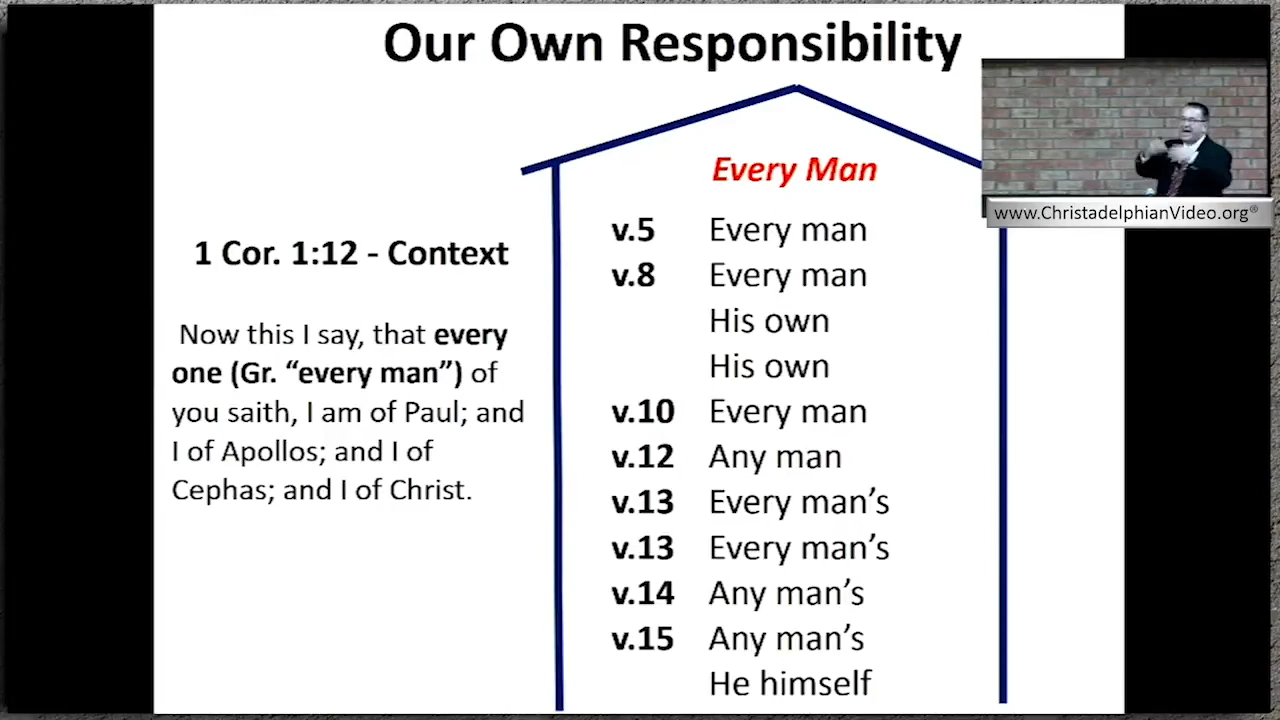 Our Own Responsibility
www.ChristadelphianVideo.org®
1 Cor. 1:12 - Context
Now this I say, that every
one (Gr. “every man”) of
you saith, I am of Paul; and
I of Apollos; and I of
Cephas; and I of Christ.
Every Man
v.5 Every man
v.8 Every man
His own
His own
v.10 Every man
v.12 Any man
v.13 Every man’s
v.13 Every man’s
v.14 Any man’s
v.15 Any man’s
He himself